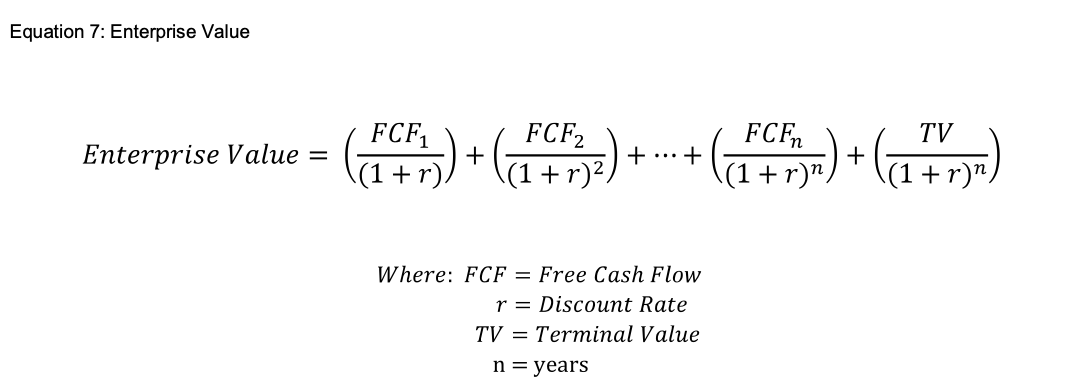 Equation 7: Enterprise Value
Enterprise Value = (FCF₁/(1 + r)) + (FCF₂/(1 + r)²) + ⋯ + (FCFₙ/(1 + r)ⁿ) + (TV/(1 + r)ⁿ)
Where: FCF = Free Cash Flow
r = Discount Rate
TV = Terminal Value
n = years